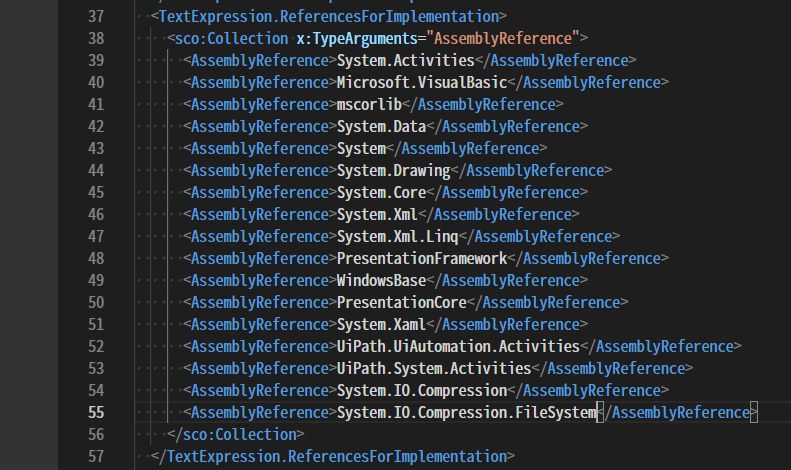 37 <TextExpression.ReferencesForImplementation>
38 <sco:Collection x:TypeArguments="AssemblyReference">
39 <AssemblyReference>System.Activities</AssemblyReference>
40 <AssemblyReference>Microsoft.VisualBasic</AssemblyReference>
41 <AssemblyReference>mscorlib</AssemblyReference>
42 <AssemblyReference>System.Data</AssemblyReference>
43 <AssemblyReference>System</AssemblyReference>
44 <AssemblyReference>System.Drawing</AssemblyReference>
45 <AssemblyReference>System.Core</AssemblyReference>
46 <AssemblyReference>System.Xml</AssemblyReference>
47 <AssemblyReference>System.Xml.Linq</AssemblyReference>
48 <AssemblyReference>PresentationFramework</AssemblyReference>
49 <AssemblyReference>WindowsBase</AssemblyReference>
50 <AssemblyReference>PresentationCore</AssemblyReference>
51 <AssemblyReference>System.Xaml</AssemblyReference>
52 <AssemblyReference>UiPath.UiAutomation.Activities</AssemblyReference>
53 <AssemblyReference>UiPath.System.Activities</AssemblyReference>
54 <AssemblyReference>System.IO.Compression</AssemblyReference>
55 <AssemblyReference>System.IO.Compression.FileSystem</AssemblyReference>
56 </sco:Collection>
57 </TextExpression.ReferencesForImplementation>